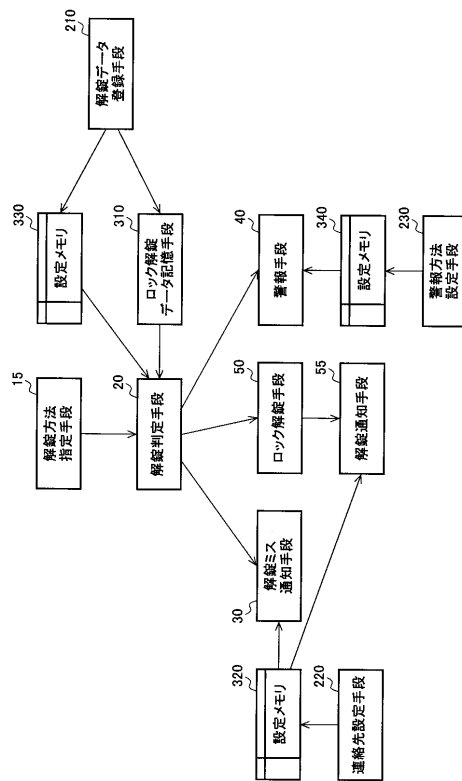 210
解錠データ
登録手段
330
設定メモリ
310
ロック解錠
データ記憶手段
15
解錠方法
指定手段
20
解錠判定手段
40
警報手段
340
設定メモリ
230
警報方法
設定手段
50
ロック解錠手段
55
解錠通知手段
30
解錠ミス
通知手段
320
設定メモリ
220
連絡先設定手段